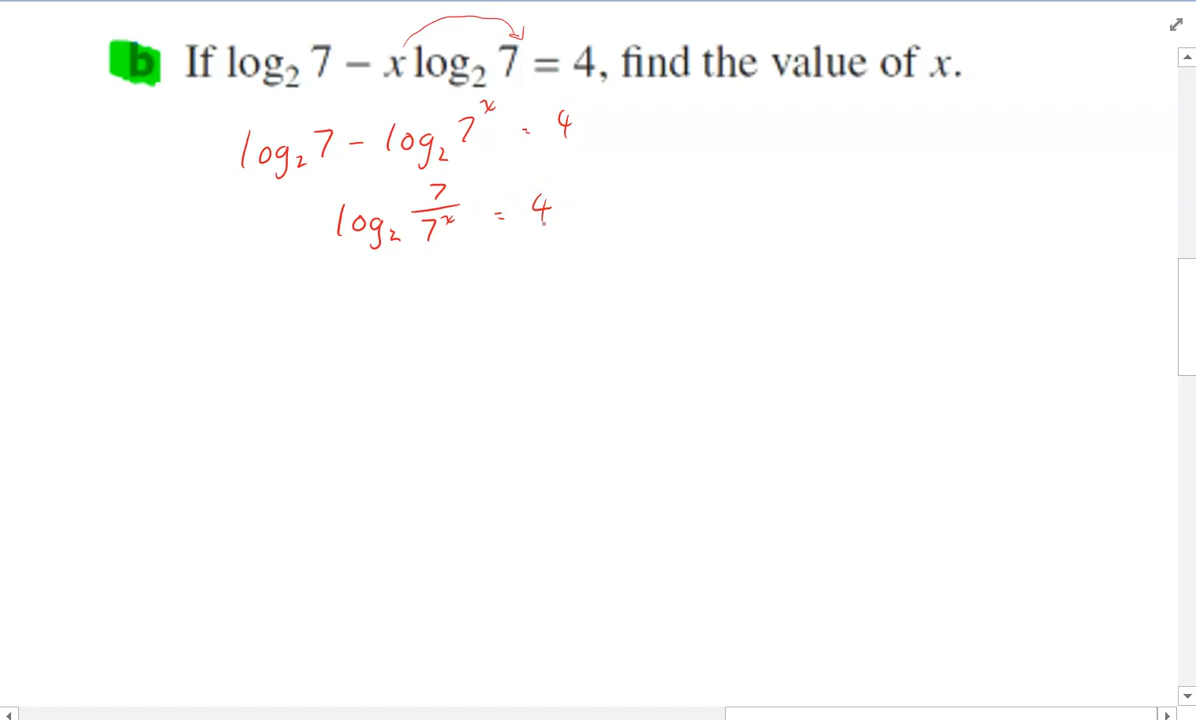 b If log₂ 7 − x log₂ 7 = 4, find the value of x.
log₂ 7 − log₂ 7ˣ = 4
log₂ 7/7ˣ = 4